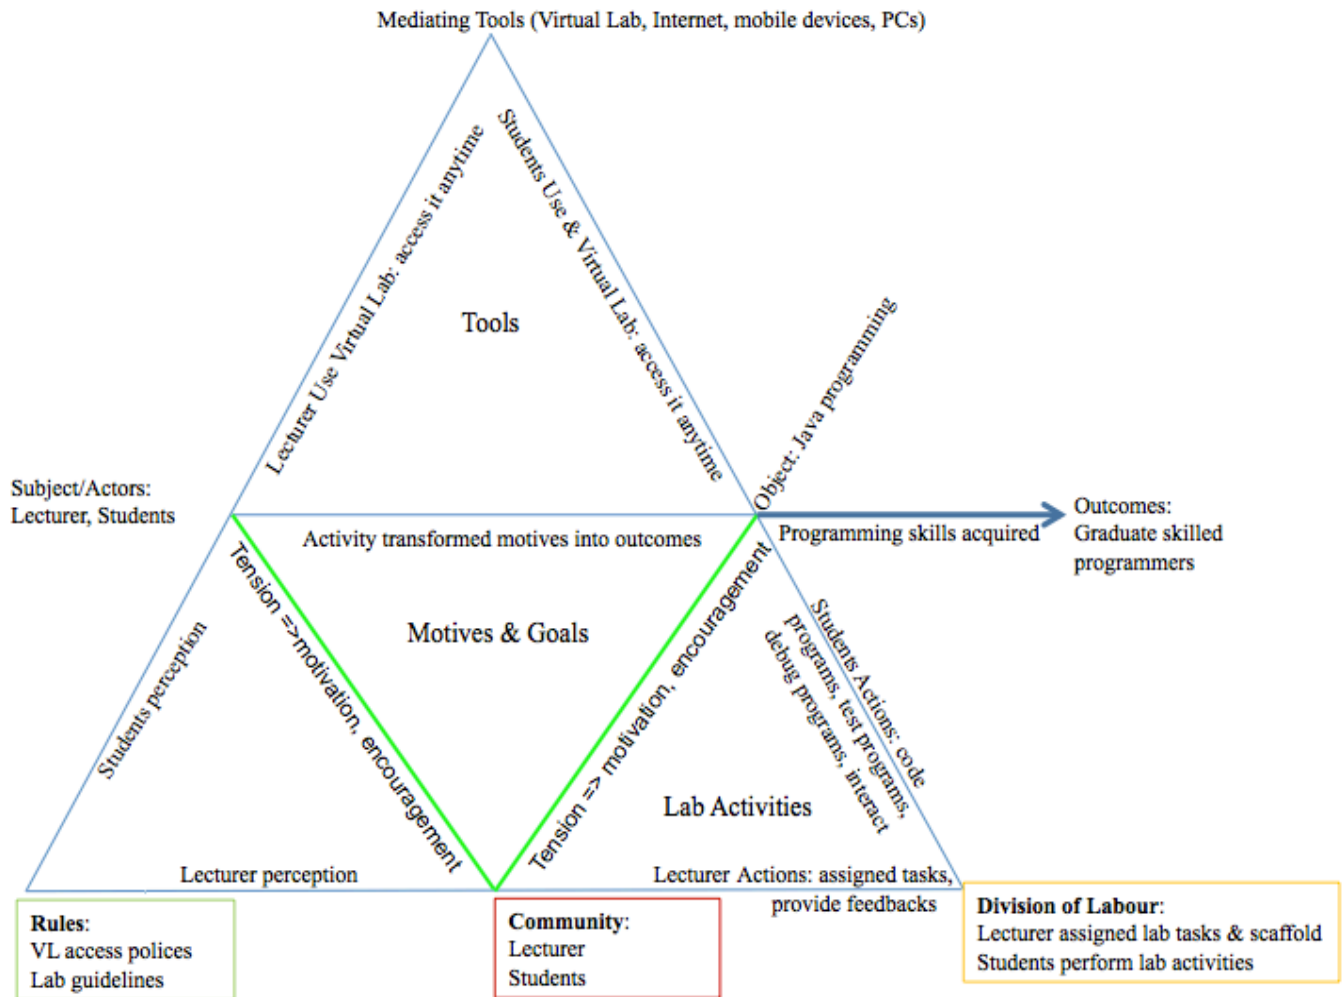 Mediating Tools (Virtual Lab, Internet, mobile devices, PCs)
Lecturer Use Virtual Lab: access it anytime
Students Use & Virtual Lab: access it anytime
Tools
Object: Java programming
Subject/Actors:
Lecturer, Students
Activity transformed motives into outcomes
Programming skills acquired
Outcomes:
Graduate skilled
programmers
Tension =>motivation, encouragement
Motives & Goals
Tension => motivation, encouragement
Students perception
Students Actions: code
programs, test programs,
debug programs, interact
Lab Activities
Lecturer perception
Lecturer Actions: assigned tasks,
provide feedbacks
Rules:
VL access polices
Lab guidelines
Community:
Lecturer
Students
Division of Labour:
Lecturer assigned lab tasks & scaffold
Students perform lab activities